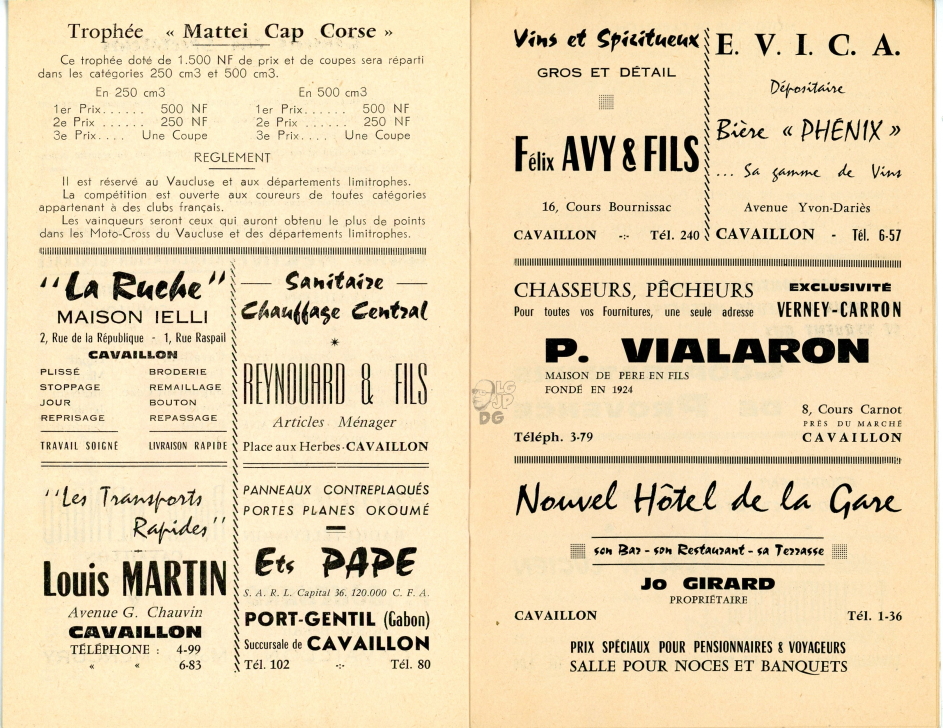 Trophée « Mattei Cap Corse »
Ce trophée doté de 1.500 NF de prix et de coupes sera réparti
dans les catégories 250 cm3 et 500 cm3.
En 250 cm3
1er Prix...... 500 NF
2e Prix ...... 250 NF
3e Prix.... Une Coupe
En 500 cm3
1er Prix...... 500 NF
2e Prix...... 250 NF
3e Prix.... Une Coupe
REGLEMENT
Il est réservé au Vaucluse et aux départements limitrophes.
La compétition est ouverte aux coureurs de toutes catégories
appartenant à des clubs français.
Les vainqueurs seront ceux qui auront obtenu le plus de points
dans les Moto-Cross du Vaucluse et des départements limitrophes.
"La Ruche"
MAISON IELLI
2, Rue de la République - 1, Rue Raspail
CAVAILLON
PLISSÉ BRODERIE
STOPPAGE REMAILLAGE
JOUR BOUTON
REPRISAGE REPASSAGE
TRAVAIL SOIGNÉ LIVRAISON RAPIDE
Sanitaire
Chauffage Central
REYNOUARD & FILS
Articles Ménager
Place aux Herbes - CAVAILLON
"Les Transports
Rapides"
Louis MARTIN
Avenue G. Chauvin
CAVAILLON
TÉLÉPHONE : 4-99
« « 6-83
PANNEAUX CONTREPLAQUÉS
PORTES PLANES OKOUMÉ
Ets PAPE
S. A. R. L. Capital 36. 120.000 C. F. A.
PORT-GENTIL (Gabon)
Succursale de CAVAILLON
Tél. 102 -:- Tél. 80
Vins et Spiritueux
GROS ET DÉTAIL
Félix AVY & FILS
16, Cours Bournissac
CAVAILLON -:- Tél. 240
E. V. I. C. A.
Dépositaire
Bière « PHÉNIX »
... Sa gamme de Vins
Avenue Yvon-Dariès
CAVAILLON - Tél. 6-57
CHASSEURS, PÊCHEURS
Pour toutes vos Fournitures, une seule adresse
EXCLUSIVITÉ
VERNEY-CARRON
P. VIALARON
MAISON DE PERE EN FILS
FONDÉ EN 1924
8, Cours Carnot
PRÈS DU MARCHÉ
Téléph. 3-79 CAVAILLON
LG
JP
DG
Nouvel Hôtel de la Gare
son Bar - son Restaurant - sa Terrasse
Jo GIRARD
PROPRIÉTAIRE
CAVAILLON Tél. 1-36
PRIX SPÉCIAUX POUR PENSIONNAIRES & VOYAGEURS
SALLE POUR NOCES ET BANQUETS